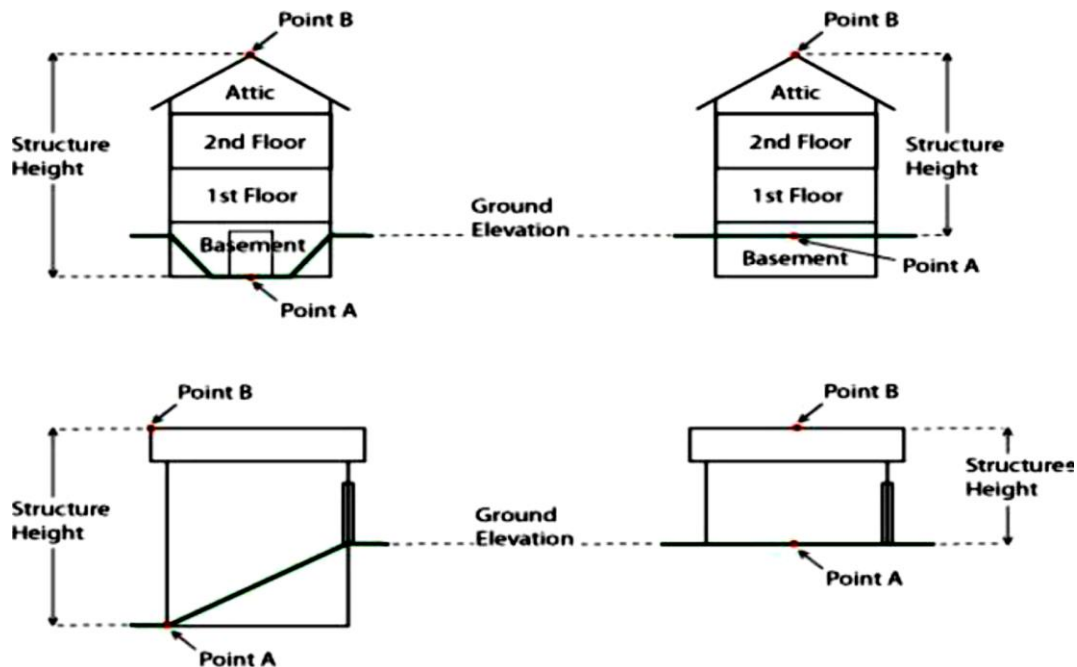 Point B
Attic
Structure
Height
2nd Floor
1st Floor
Basement
Point A
Ground
Elevation
Point B
Attic
2nd Floor
Structure
Height
1st Floor
Basement
Point A
Point B
Structure
Height
Point A
Ground
Elevation
Point B
Structures
Height
Point A